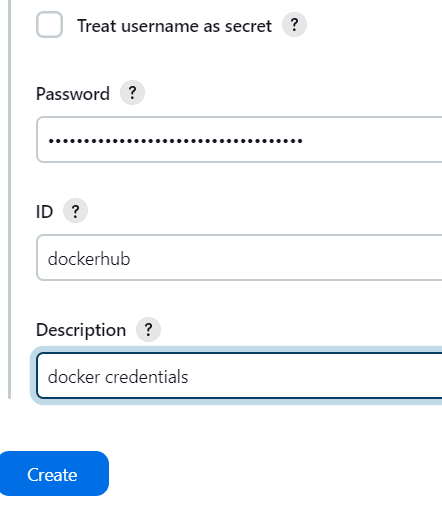 Treat username as secret ?
Password ?
••••••••••••••••••••••••••••••••••••
ID ?
dockerhub
Description ?
docker credentials
Create